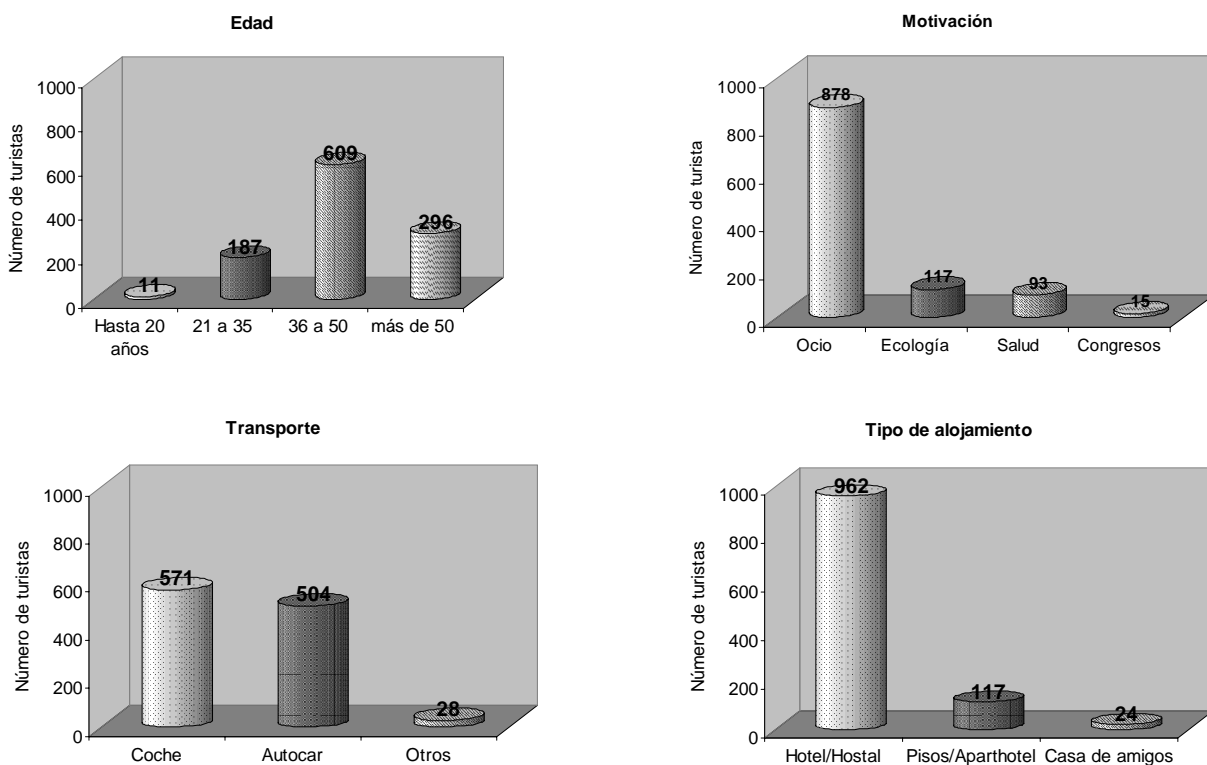 Edad
Número de turistas
1000
800
600
400
200
0
11
187
609
296
Hasta 20
años
21 a 35
36 a 50
más de 50
Motivación
Número de turista
1000
800
600
400
200
0
878
117
93
15
Ocio
Ecología
Salud
Congresos
Transporte
Número de turistas
1000
800
600
400
200
0
571
504
28
Coche
Autocar
Otros
Tipo de alojamiento
Número de turistas
1000
800
600
400
200
0
962
117
24
Hotel/Hostal
Pisos/Aparthotel
Casa de amigos